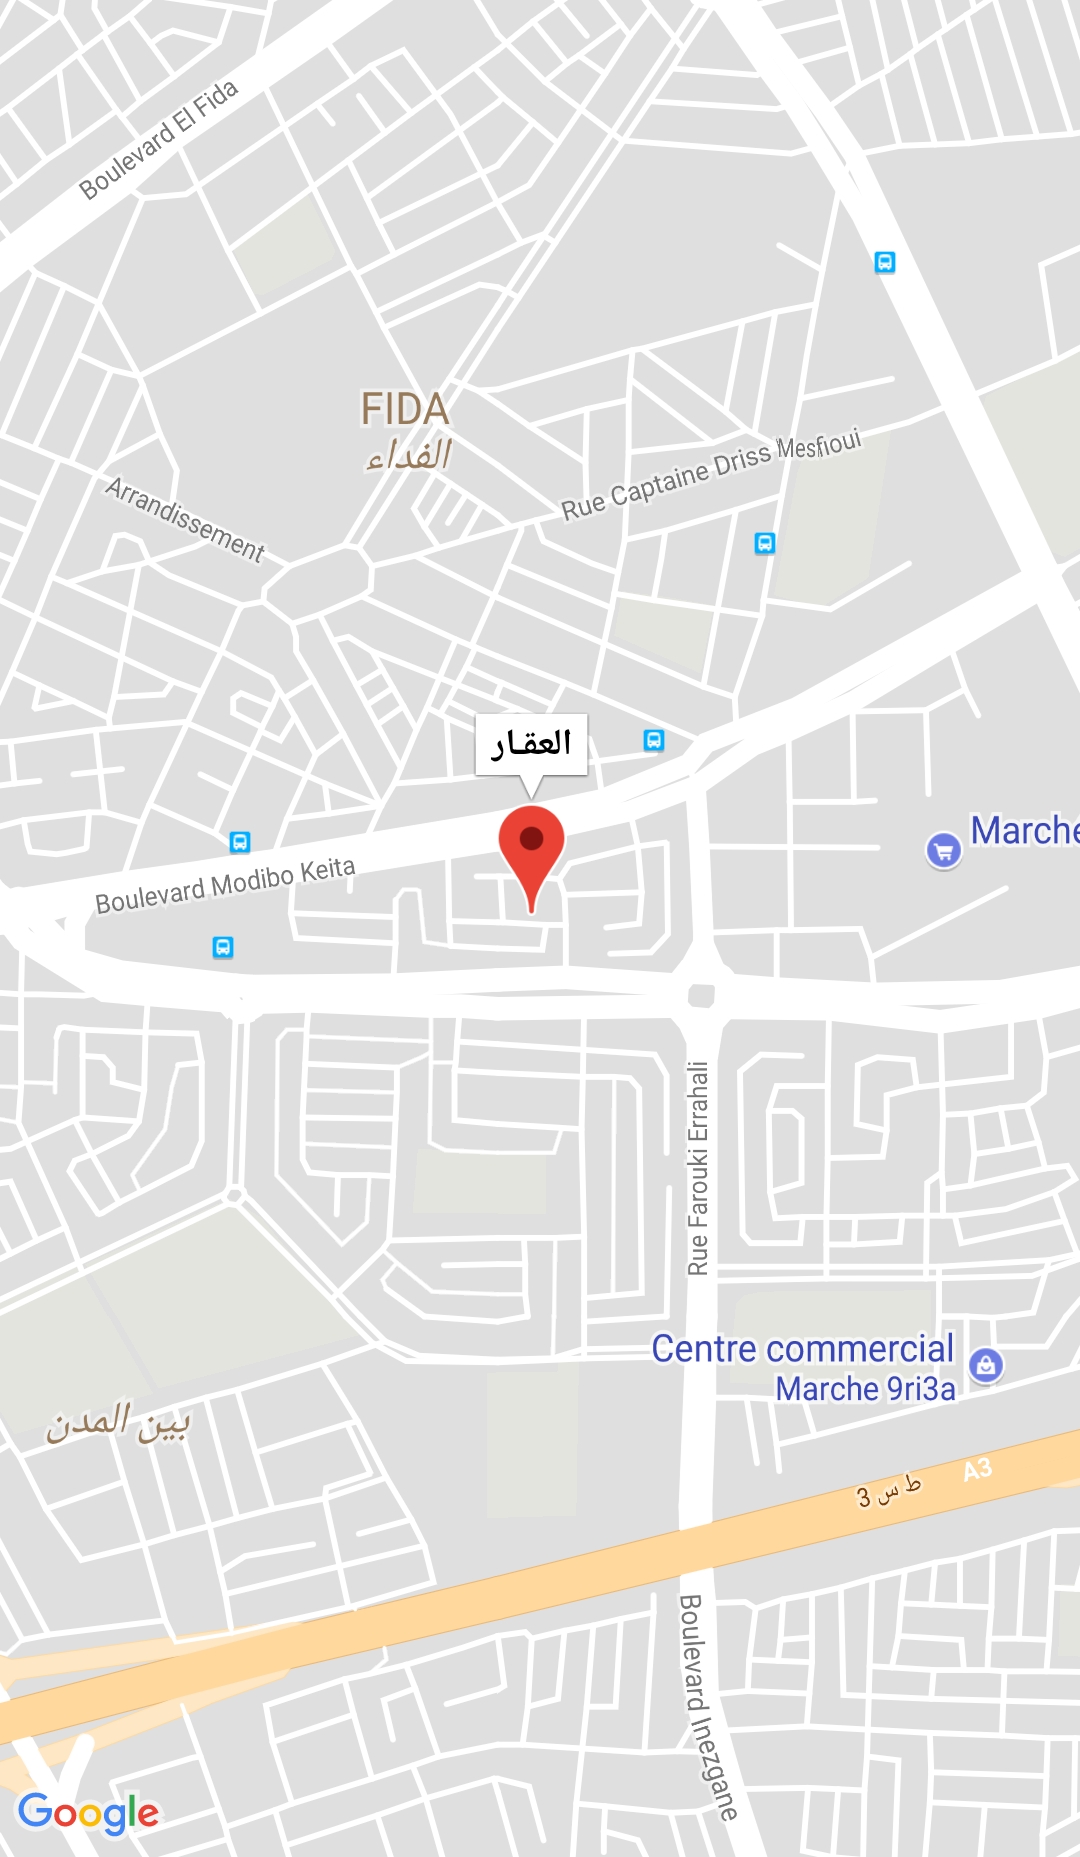 Boulevard El Fida
FIDA
الفداء
Rue Captaine Driss Mesfioui
Arrandissement
العقار
Marche
Boulevard Modibo Keita
Rue Farouki Errahali
Centre commercial
Marche 9ri3a
بين المدن
A3
ط س 3
Boulevard Inezgane
Google